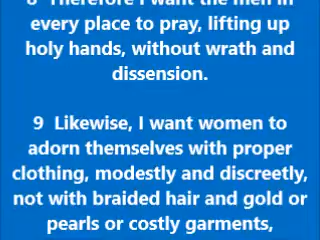 8  Therefore I want the men in
every place to pray, lifting up
holy hands, without wrath and
dissension.
9  Likewise, I want women to
adorn themselves with proper
clothing, modestly and discreetly,
not with braided hair and gold or
pearls or costly garments,